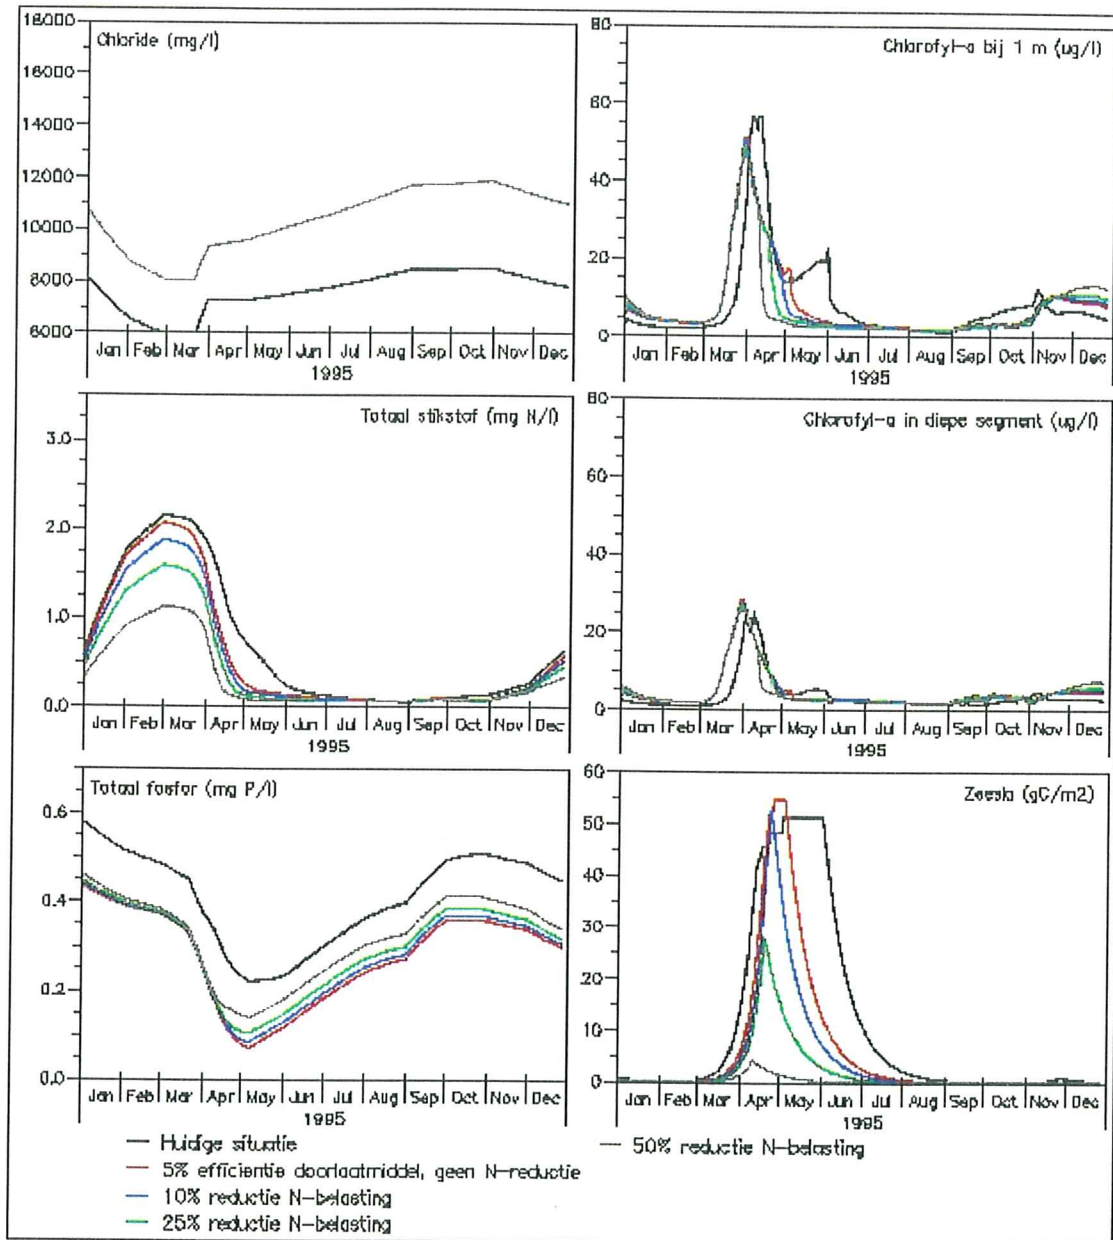 Chloride (mg/l)
18000
16000
14000
12000
10000
8000
6000
Jan Feb Mar Apr May Jun Jul Aug Sep Oct Nov Dec
1995
Chlorofyl-a bij 1 m (ug/l)
80
60
40
20
0
Jan Feb Mar Apr May Jun Jul Aug Sep Oct Nov Dec
1995
Totaal stikstof (mg N/l)
3.0
2.0
1.0
0.0
Jan Feb Mar Apr May Jun Jul Aug Sep Oct Nov Dec
1995
Chlorofyl-a in diepe segment (ug/l)
80
60
40
20
0
Jan Feb Mar Apr May Jun Jul Aug Sep Oct Nov Dec
1995
Totaal fosfor (mg P/l)
0.6
0.4
0.2
0.0
Jan Feb Mar Apr May Jun Jul Aug Sep Oct Nov Dec
1995
Zeesla (gC/m2)
60
50
40
30
20
10
0
Jan Feb Mar Apr May Jun Jul Aug Sep Oct Nov Dec
1995
Huidige situatie
5% efficientie doorlaatmiddel, geen N-reductie
10% reductie N-belasting
25% reductie N-belasting
50% reductie N-belasting